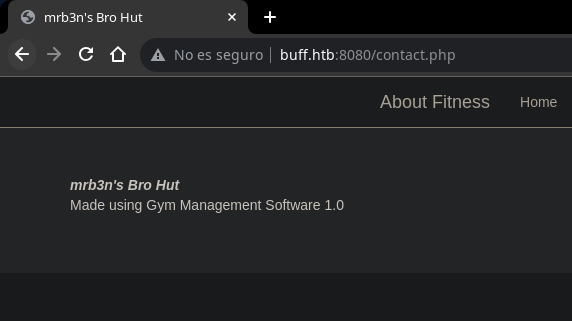 mrb3n's Bro Hut
No es seguro buff.htb:8080/contact.php
About Fitness Home
mrb3n's Bro Hut
Made using Gym Management Software 1.0